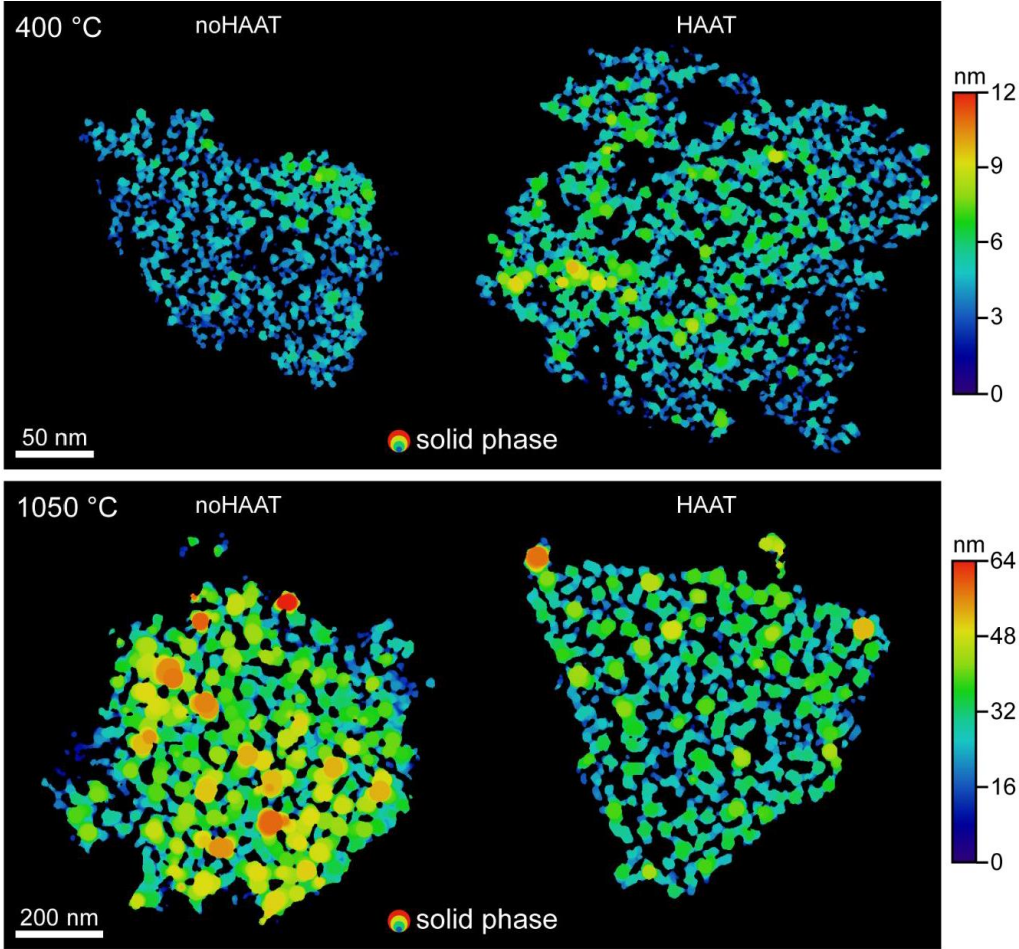 400 °C
noHAAT
HAAT
nm
12
9
6
3
0
50 nm
solid phase
1050 °C
noHAAT
HAAT
nm
64
48
32
16
0
200 nm
solid phase